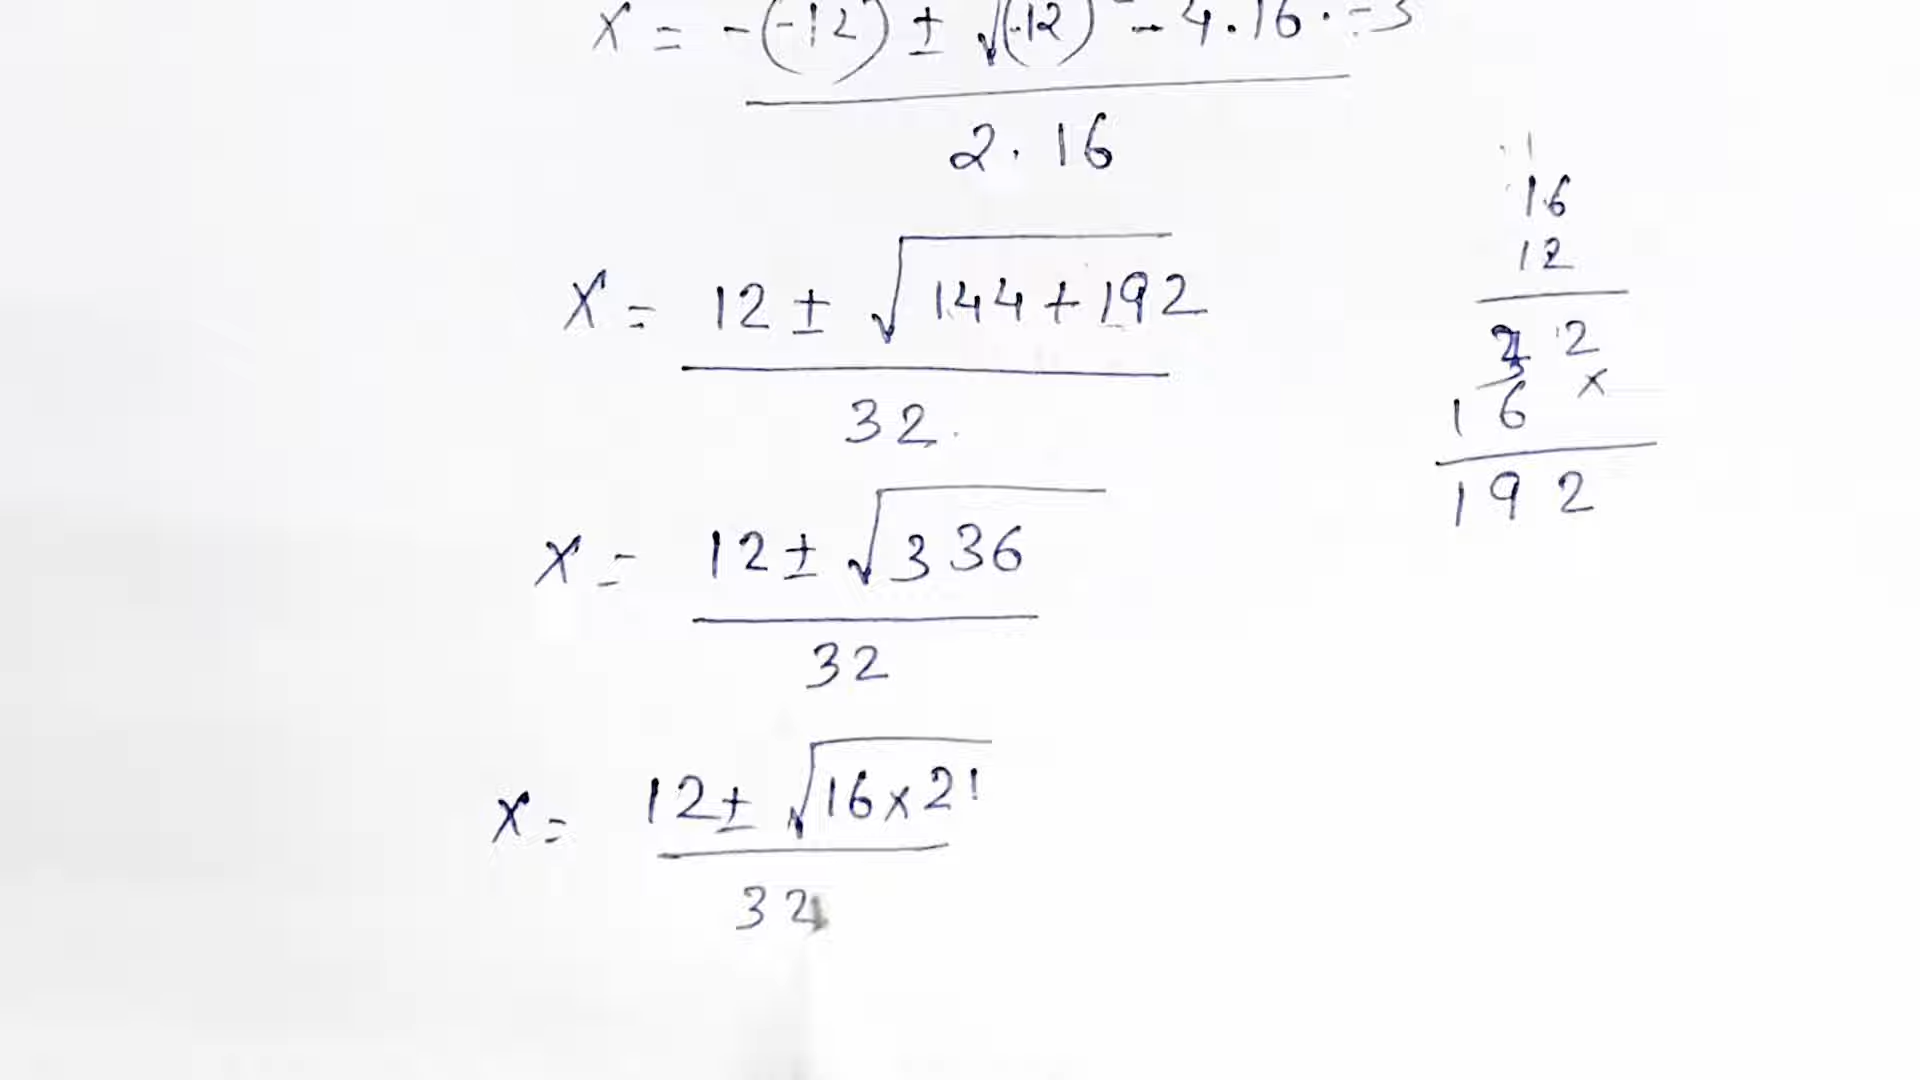 x = -(-12) ± √(-12) - 4.16.-3
2.16
x = 12 ± √144+192
32.
x = 12 ± √336
32
x = 12 ± √16×21
32
1
16
12
32
16 ×
192